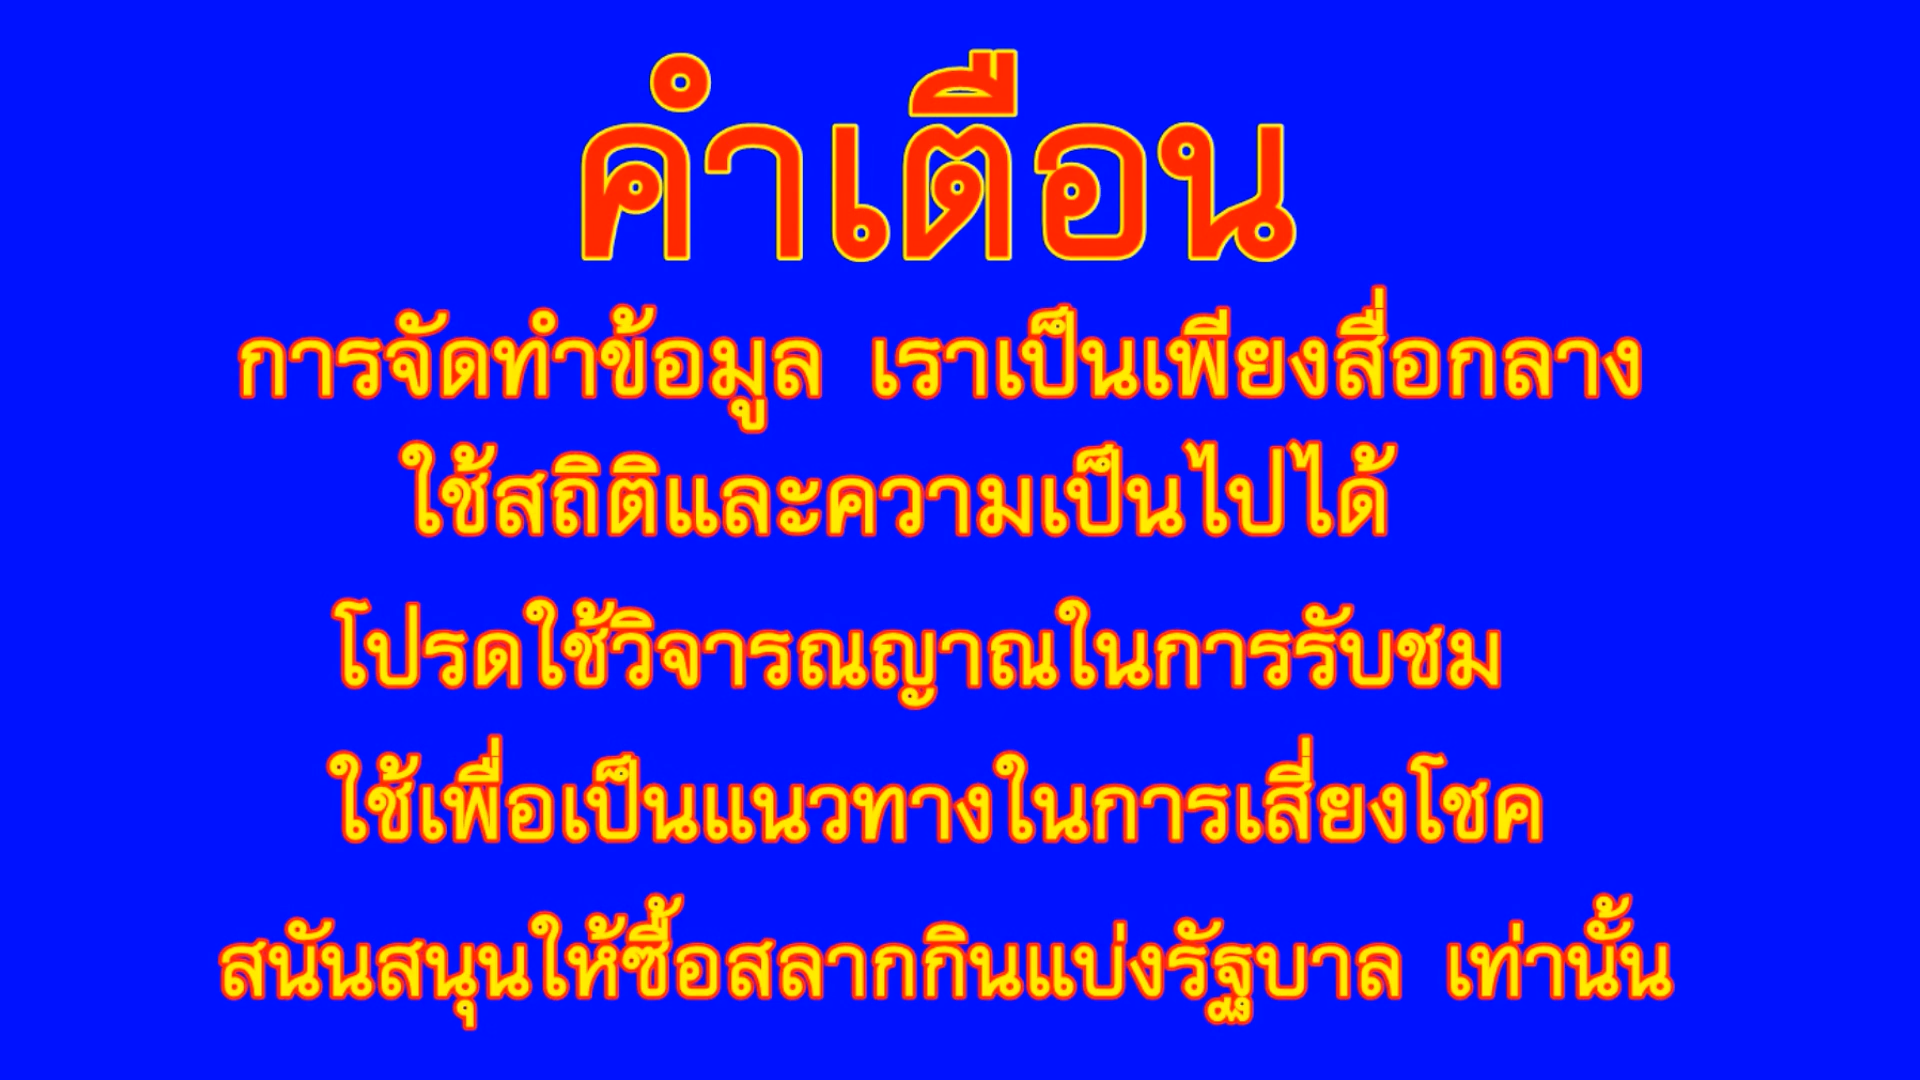 คำเตือน
การจัดทำข้อมูล เราเป็นเพียงสื่อกลาง
ใช้สถิติและความเป็นไปได้
โปรดใช้วิจารณญาณในการรับชม
ใช้เพื่อเป็นแนวทางในการเสี่ยงโชค
สนันสนุนให้ซื้อสลากกินแบ่งรัฐบาล เท่านั้น